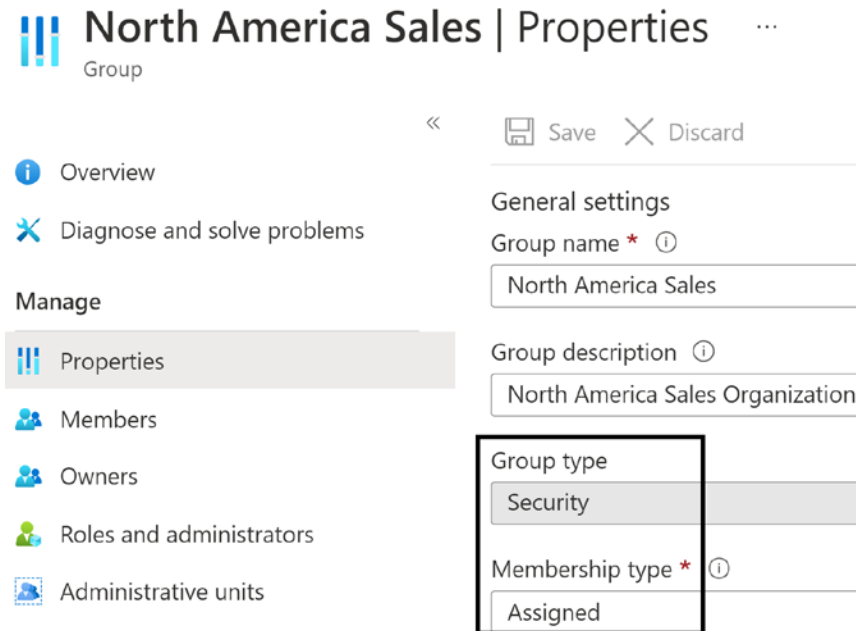 North America Sales | Properties ...
Group
«
Save Discard
Overview
Diagnose and solve problems
Manage
Properties
Members
Owners
Roles and administrators
Administrative units
General settings
Group name *
North America Sales
Group description
North America Sales Organization
Group type
Security
Membership type *
Assigned